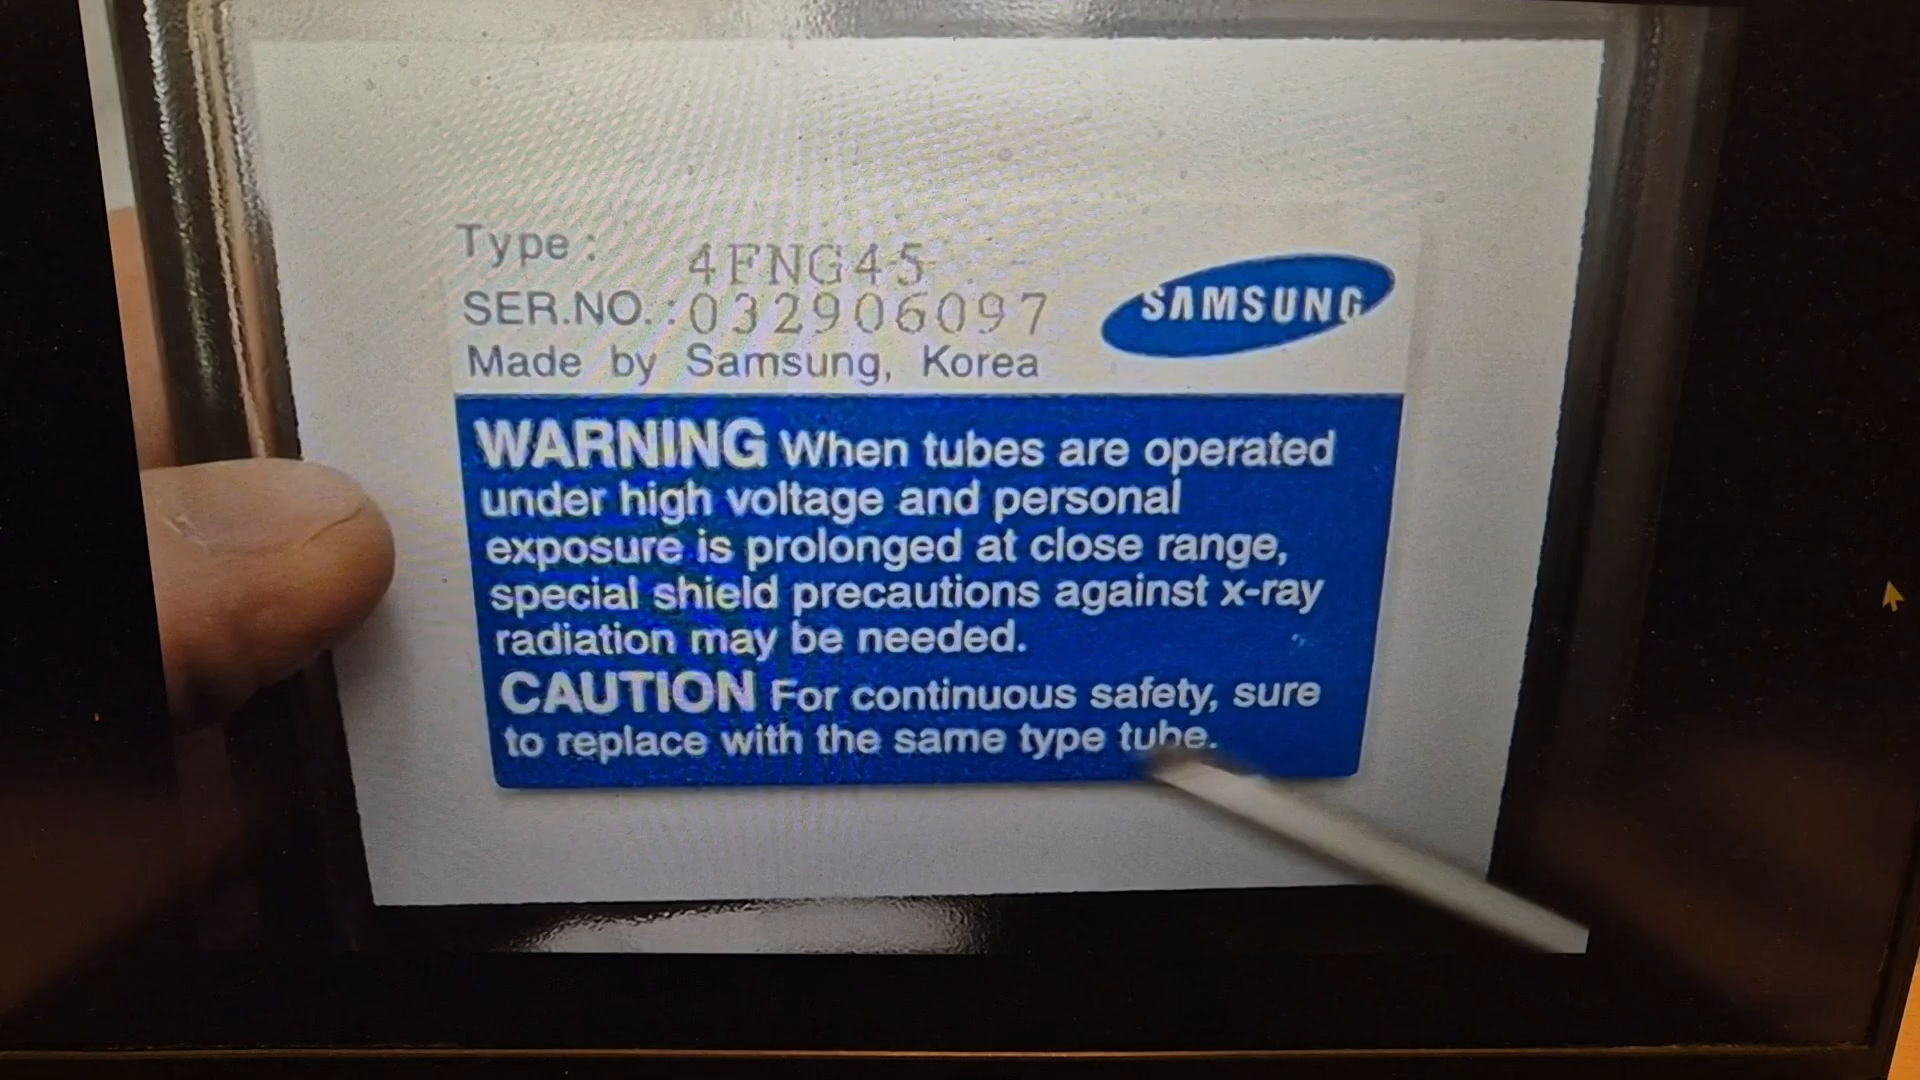 Type : 4FNG45
SER.NO. : 032906097
Made by Samsung, Korea
SAMSUNG
WARNING When tubes are operated
under high voltage and personal
exposure is prolonged at close range,
special shield precautions against x-ray
radiation may be needed.
CAUTION For continuous safety, sure
to replace with the same type tube.